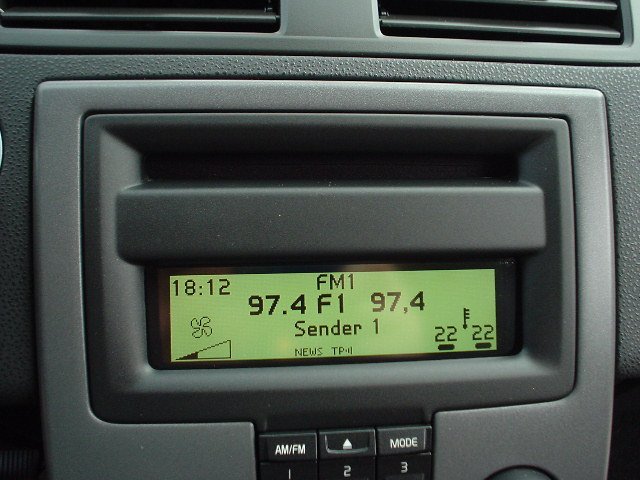 18:12 FM1
97.4 F1 97,4
Sender 1
22 22
NEWS TP
AM/FM MODE
1 2 3